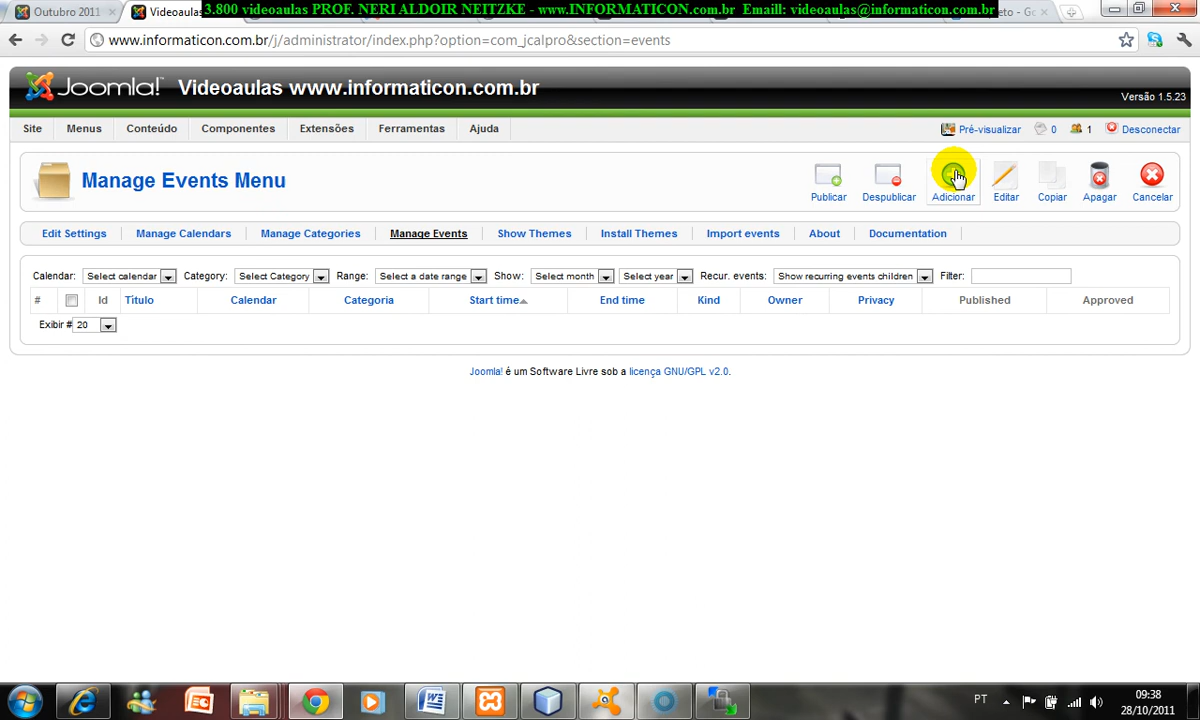 Outubro 2011
Videoaulas
3.800 videoaulas PROF. NERI ALDOIR NEITZKE - www.INFORMATICON.com.br Emaill: videoaulas@informaticon.com.br
www.informaticon.com.br/j/administrator/index.php?option=com_jcalpro&section=events
Joomla! Videoaulas www.informaticon.com.br
Versão 1.5.23
Site Menus Conteúdo Componentes Extensões Ferramentas Ajuda Pré-visualizar 0 1 Desconectar
Manage Events Menu
Publicar Despublicar Adicionar Editar Copiar Apagar Cancelar
Edit Settings Manage Calendars Manage Categories Manage Events Show Themes Install Themes Import events About Documentation
Calendar: Select calendar Category: Select Category Range: Select a date range Show: Select month Select year Recur. events: Show recurring events children Filter:
# Id Título Calendar Categoria Start time End time Kind Owner Privacy Published Approved
Exibir # 20
Joomla! é um Software Livre sob a licença GNU/GPL v2.0.
PT
09:38
28/10/2011